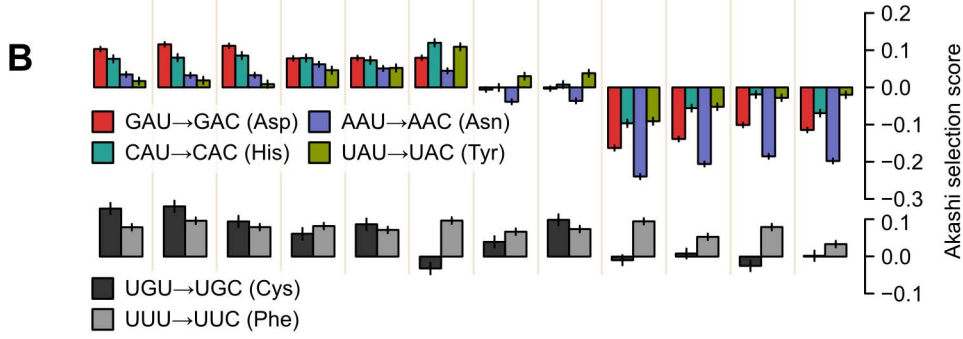 B
0.2
0.1
0.0
−0.1
−0.2
−0.3
GAU→GAC (Asp)
AAU→AAC (Asn)
CAU→CAC (His)
UAU→UAC (Tyr)
0.1
0.0
−0.1
UGU→UGC (Cys)
UUU→UUC (Phe)
Akashi selection score